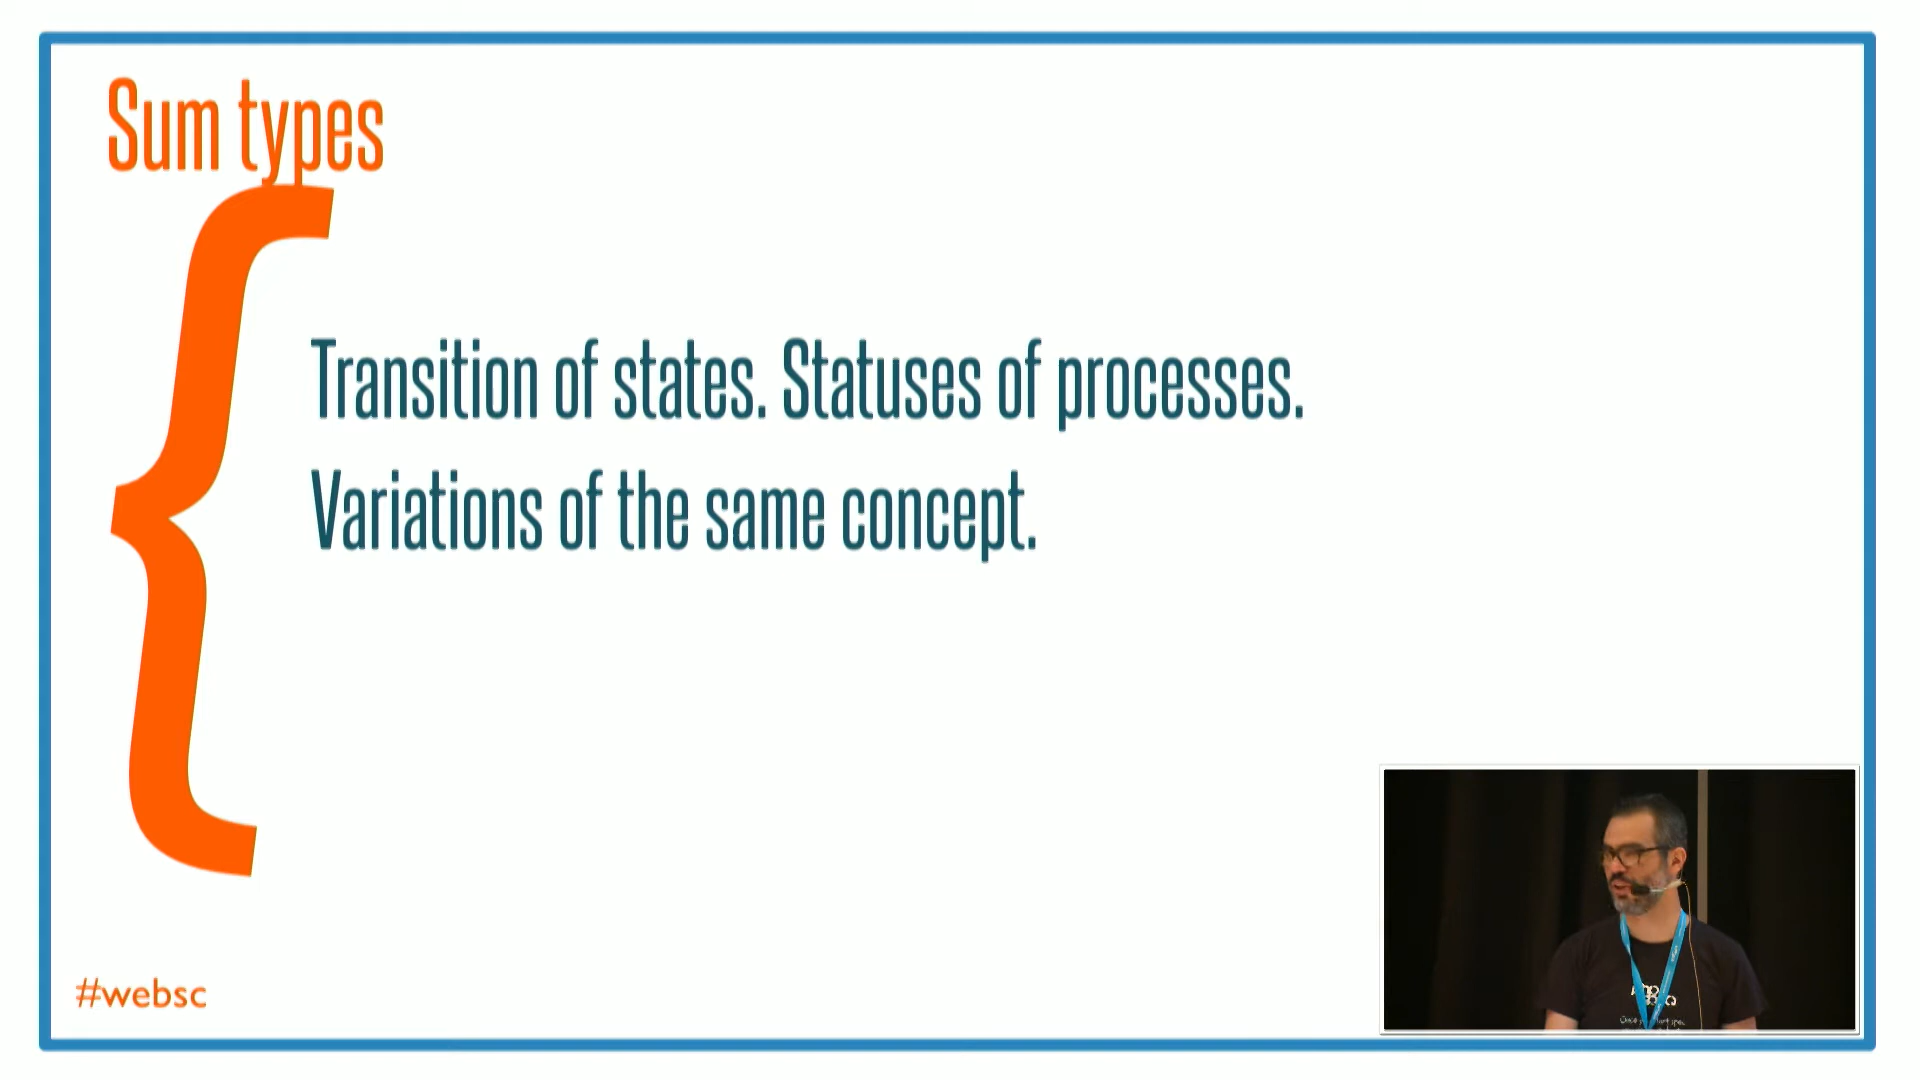 Sum types
{
Transition of states. Statuses of processes.
Variations of the same concept.
#websc